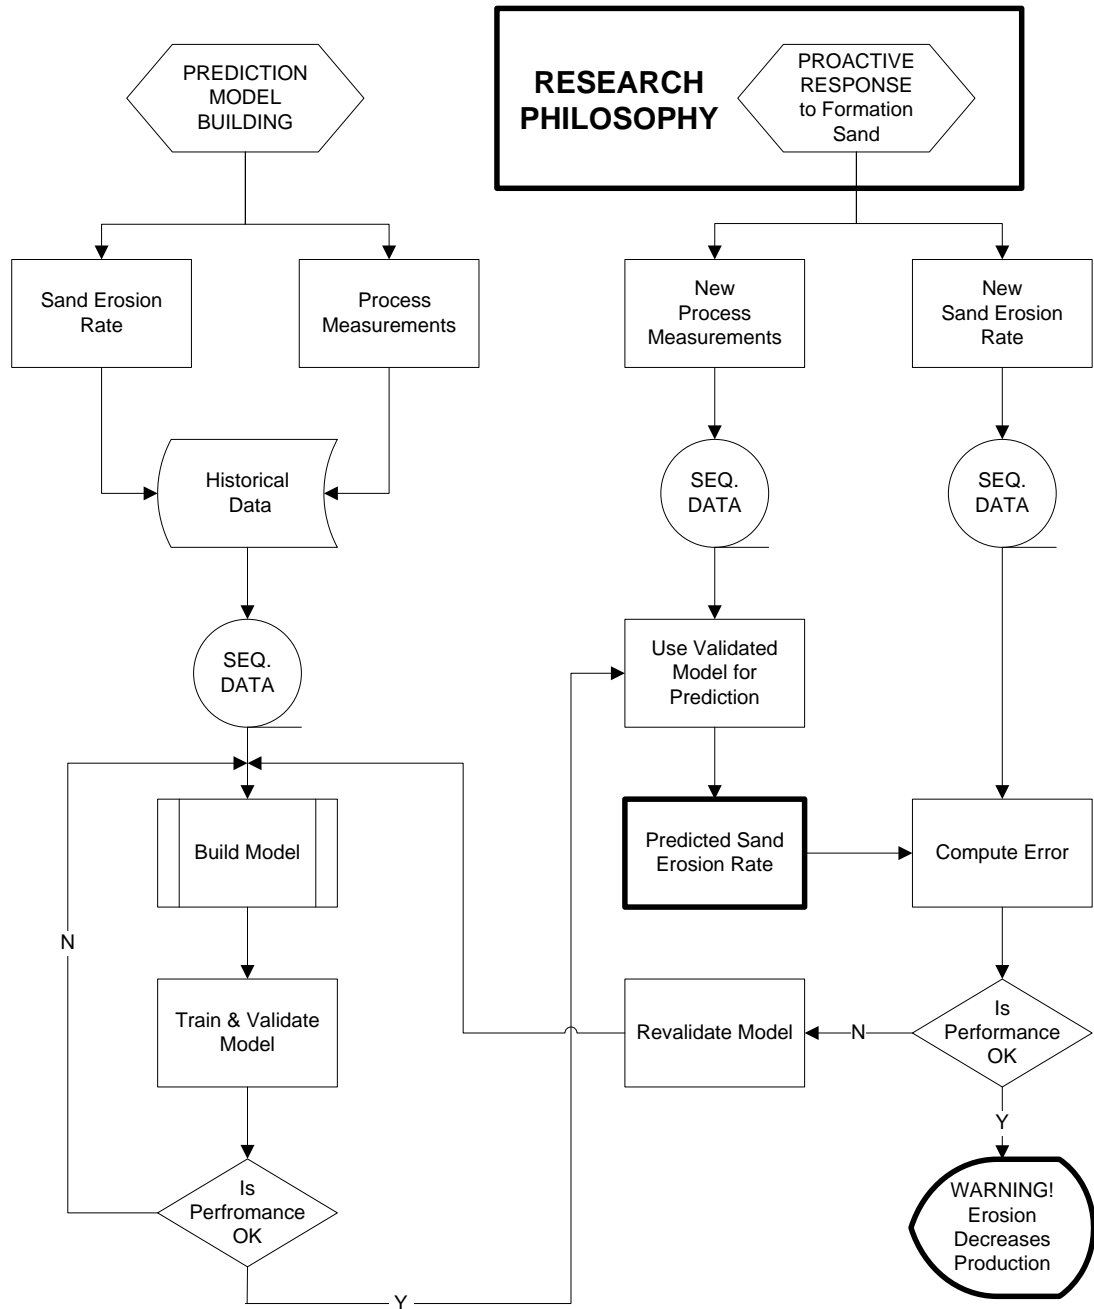 PREDICTION
MODEL
BUILDING
RESEARCH
PHILOSOPHY
PROACTIVE
RESPONSE
to Formation
Sand
Sand Erosion
Rate
Process
Measurements
New
Process
Measurements
New
Sand Erosion
Rate
Historical
Data
SEQ.
DATA
SEQ.
DATA
SEQ.
DATA
Use Validated
Model for
Prediction
Build Model
Predicted Sand
Erosion Rate
Compute Error
N
Train & Validate
Model
Revalidate Model
N
Is
Performance
OK
Y
Is
Perfromance
OK
WARNING!
Erosion
Decreases
Production
Y